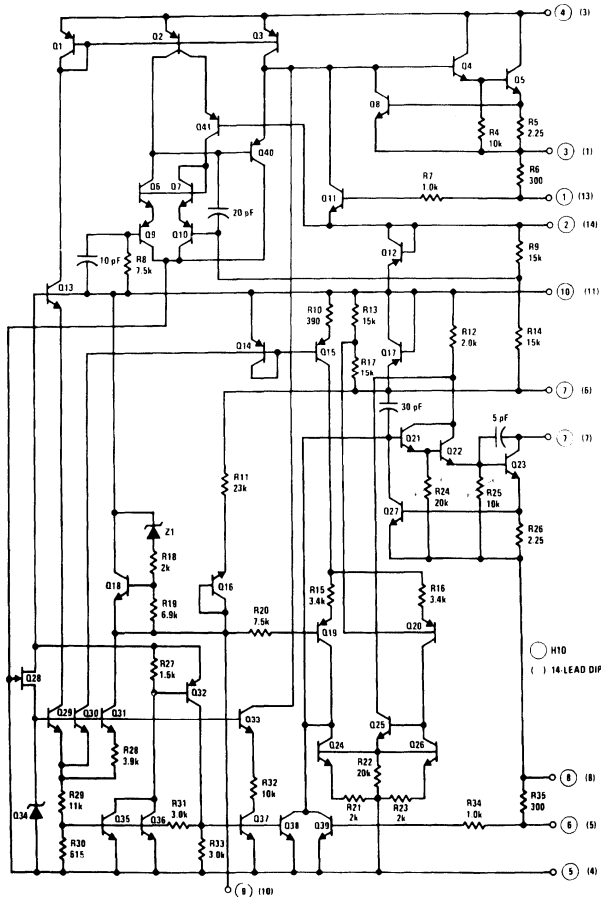 4 (3)
Q1
Q2
Q3
Q4
Q5
Q8
R5
2.25
R4
10k
Q41
3 (1)
Q40
R6
300
R7
1.0k
Q6
Q7
Q11
1 (13)
20 pF
2 (14)
Q9
Q10
Q12
R9
15k
10 pF
R8
7.5k
Q13
10 (11)
R10
390
R13
15k
Q14
Q15
R17
15k
Q17
R12
2.0k
R14
15k
7 (6)
30 pF
5 pF
7 (7)
Q21
Q22
Q23
R11
23k
R24
20k
R25
10k
Q27
R26
2.25
Z1
R18
2k
Q18
R19
6.9k
Q16
R15
3.4k
R16
3.4k
R20
7.5k
Q19
Q20
H10
( ) 14-LEAD DIP
R27
1.5k
Q28
Q32
Q29
Q30
Q31
Q33
Q25
Q24
Q26
R28
3.9k
R22
20k
8 (8)
R29
11k
R32
10k
R21
2k
R23
2k
R35
300
Q34
R31
3.0k
R34
1.0k
Q35
Q36
Q37
Q38
Q39
6 (5)
R30
615
R33
3.0k
5 (4)
9 (10)